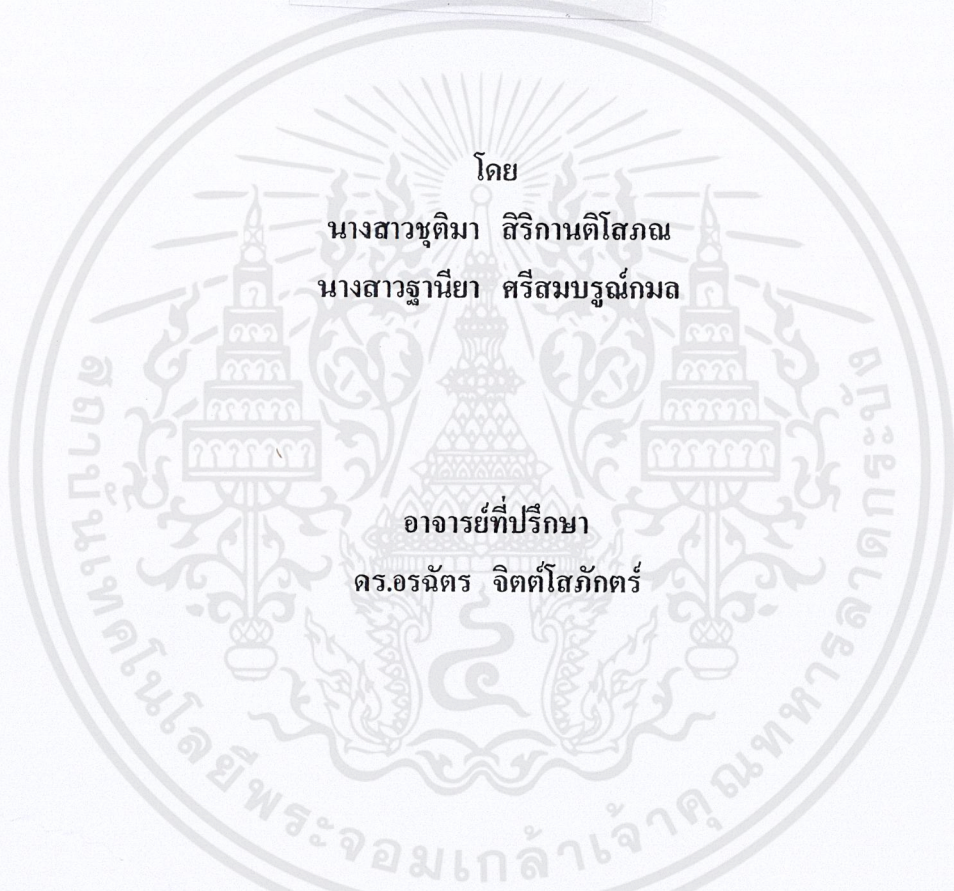 โดย
นางสาวชุติมา สิริกานติโสภณ
นางสาวฐานียา ศรีสมบรูณ์กมล
อาจารย์ที่ปรึกษา
ดร.อรฉัตร จิตต์โสภักตร์
สถาบันเทคโนโลยีพระจอมเกล้าเจ้าคุณทหารลาดกระบัง
๔